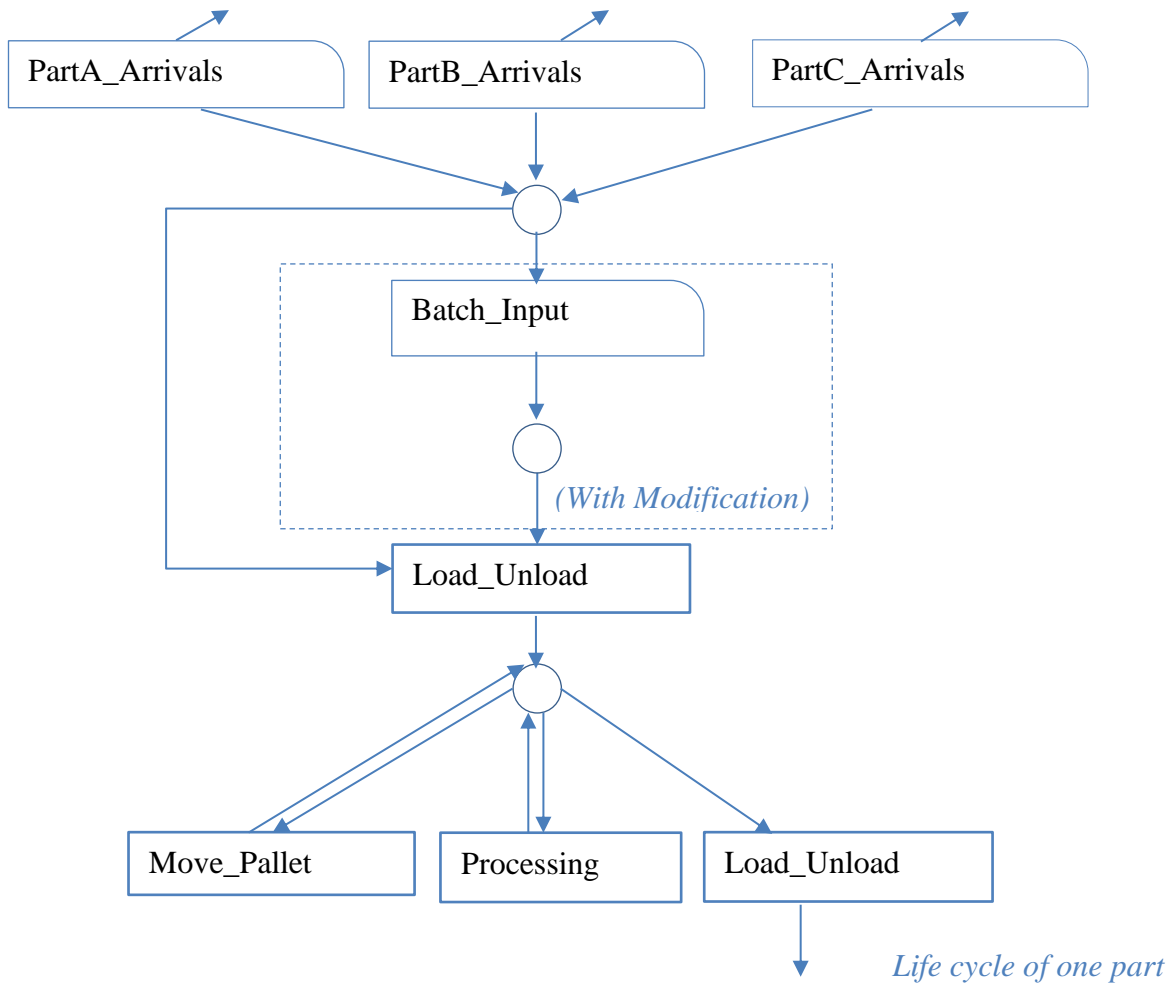 PartA_Arrivals
PartB_Arrivals
PartC_Arrivals
Batch_Input
(With Modification)
Load_Unload
Move_Pallet
Processing
Load_Unload
Life cycle of one part